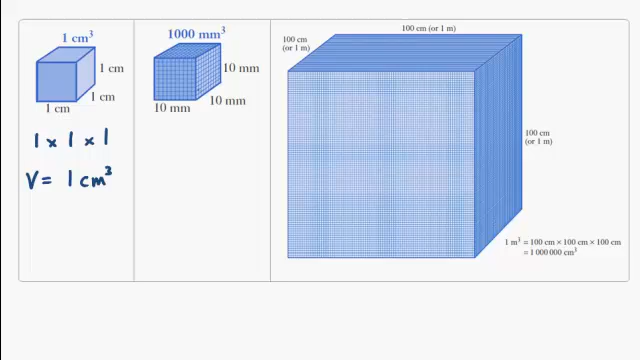 1 cm³
1 cm
1 cm
1 cm
1 x 1 x 1
V = 1 cm³
1000 mm³
10 mm
10 mm
10 mm
100 cm (or 1 m)
100 cm
(or 1 m)
100 cm
(or 1 m)
1 m³ = 100 cm × 100 cm × 100 cm
= 1 000 000 cm³